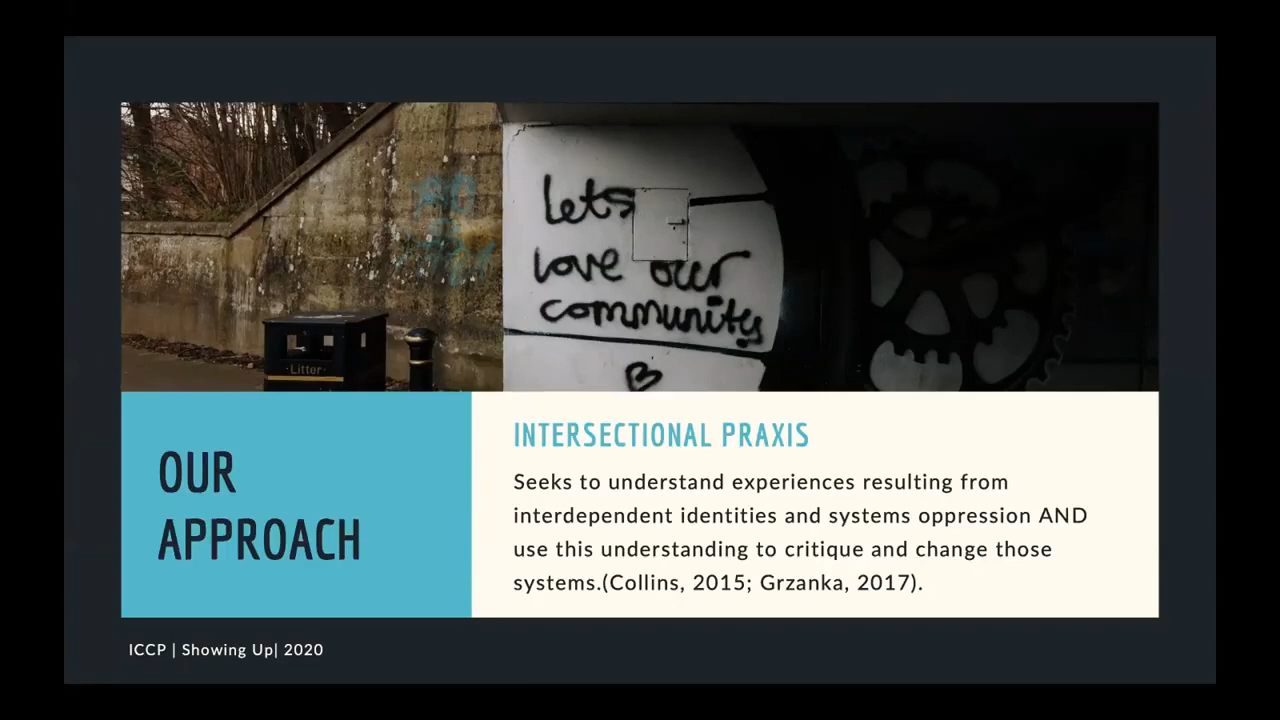 lets
love our
community
Litter
OUR
APPROACH
INTERSECTIONAL PRAXIS
Seeks to understand experiences resulting from
interdependent identities and systems oppression AND
use this understanding to critique and change those
systems.(Collins, 2015; Grzanka, 2017).
ICCP | Showing Up| 2020